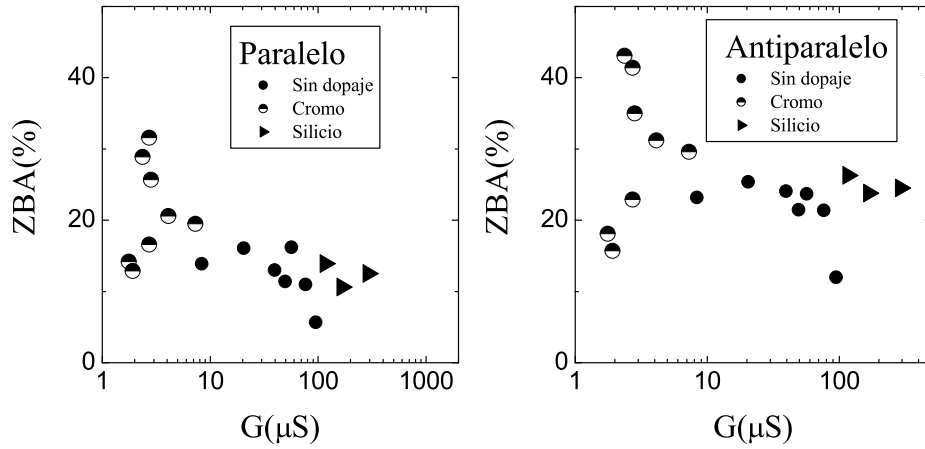 Paralelo
Sin dopaje
Cromo
Silicio
ZBA(%)
40
20
0
1
10
100
1000
G(μS)
Antiparalelo
Sin dopaje
Cromo
Silicio
ZBA(%)
40
20
0
1
10
100
G(μS)